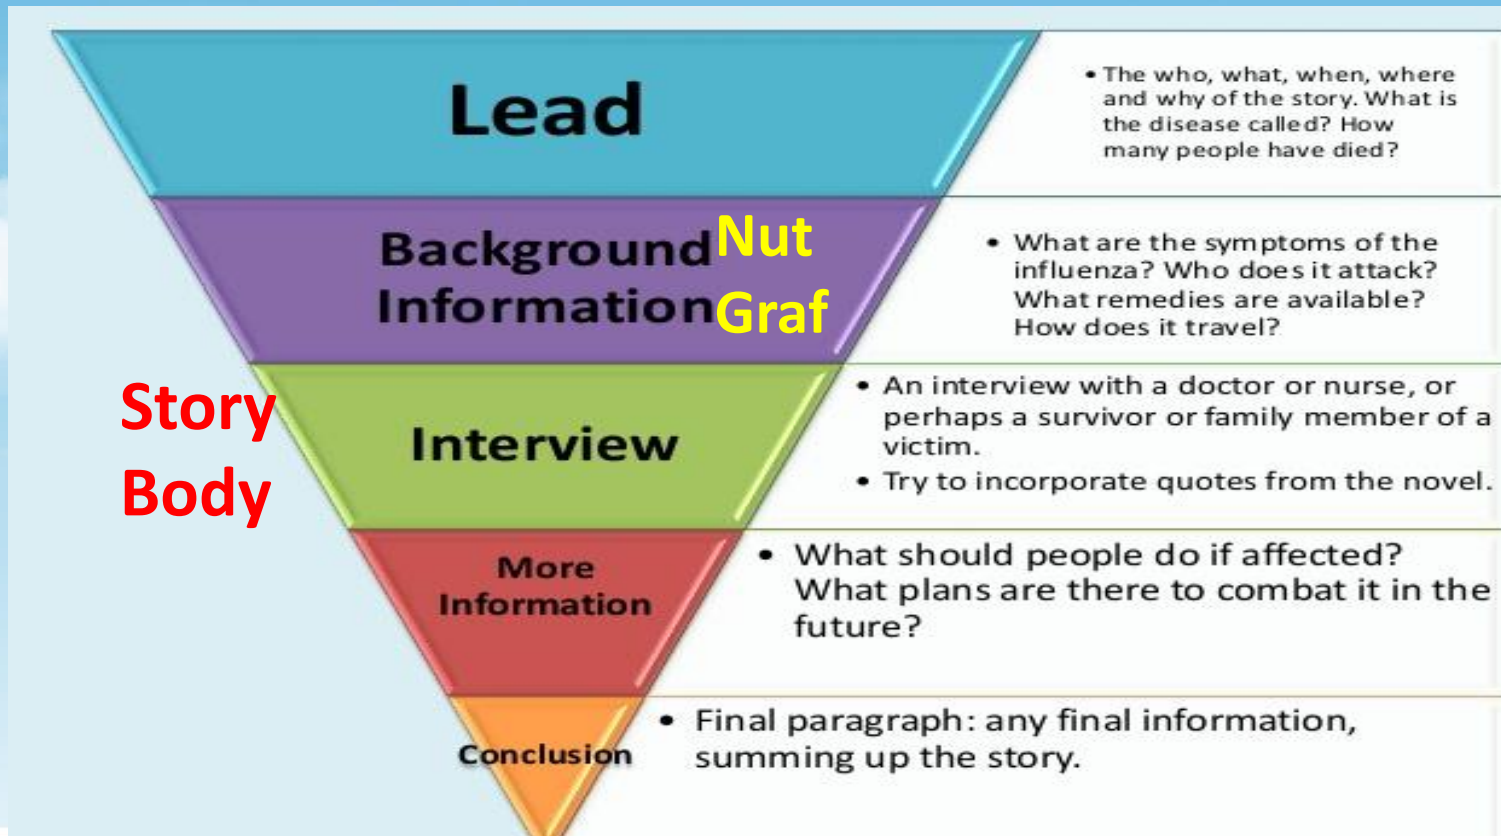 Lead
• The who, what, when, where
and why of the story. What is
the disease called? How
many people have died?
Background
Information
Nut
Graf
• What are the symptoms of the
influenza? Who does it attack?
What remedies are available?
How does it travel?
Story
Body
Interview
• An interview with a doctor or nurse, or
perhaps a survivor or family member of a
victim.
• Try to incorporate quotes from the novel.
More
Information
• What should people do if affected?
What plans are there to combat it in the
future?
Conclusion
• Final paragraph: any final information,
summing up the story.